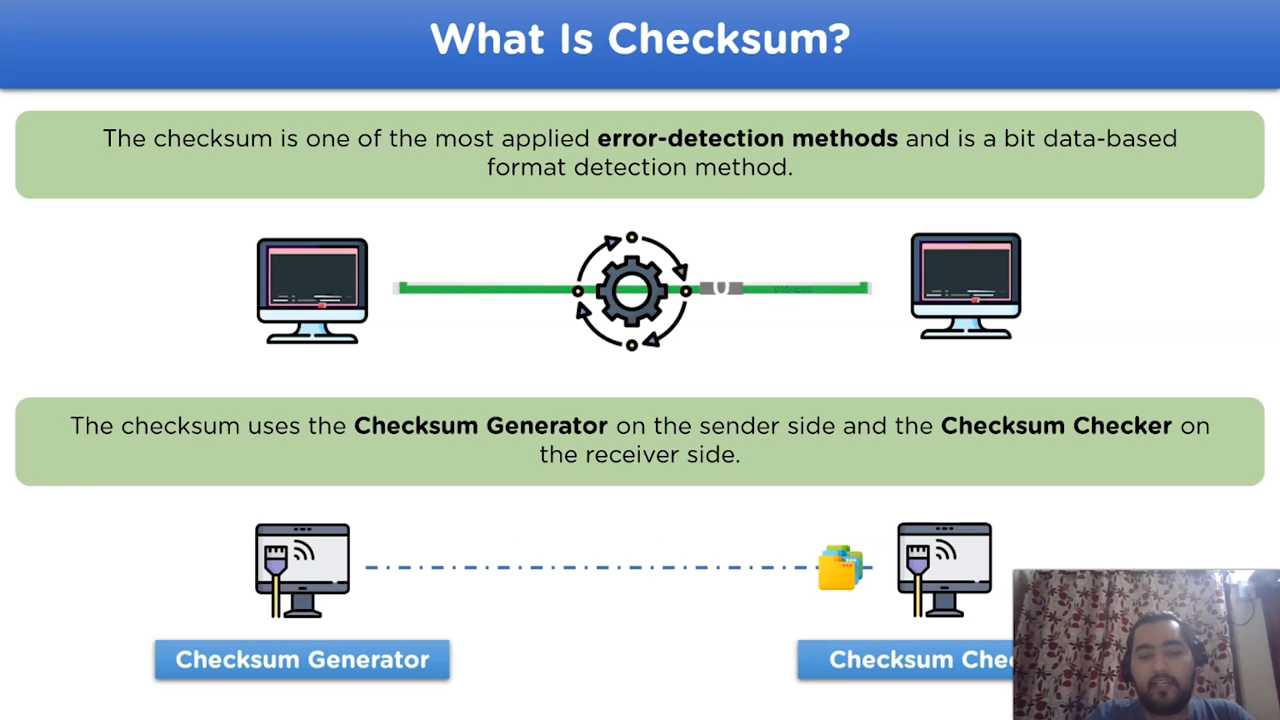 What Is Checksum?
The checksum is one of the most applied error-detection methods and is a bit data-based
format detection method.
0
The checksum uses the Checksum Generator on the sender side and the Checksum Checker on
the receiver side.
Checksum Generator
Checksum Che